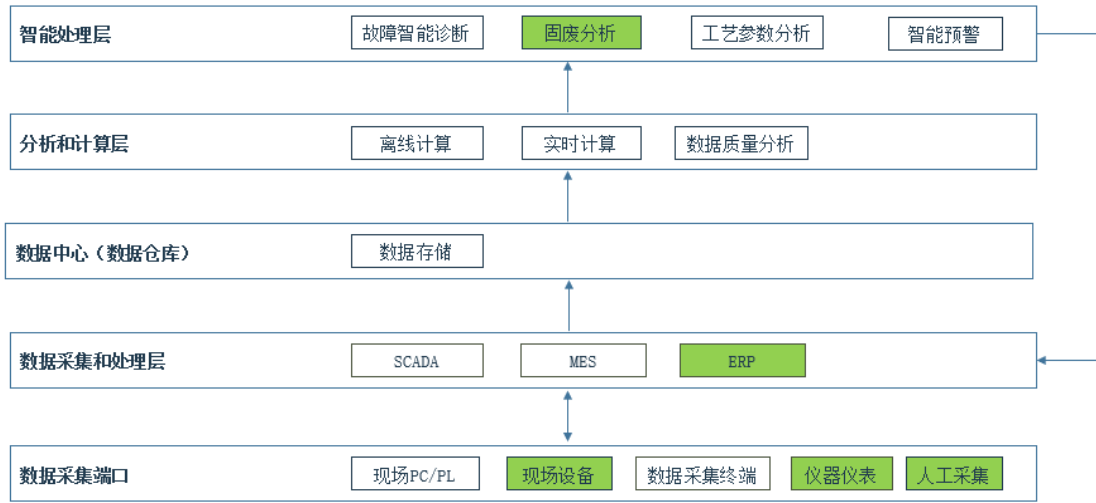 智能处理层 故障智能诊断 固废分析 工艺参数分析 智能预警
分析和计算层 离线计算 实时计算 数据质量分析
数据中心（数据仓库） 数据存储
数据采集和处理层 SCADA MES ERP
数据采集端口 现场PC/PL 现场设备 数据采集终端 仪器仪表 人工采集